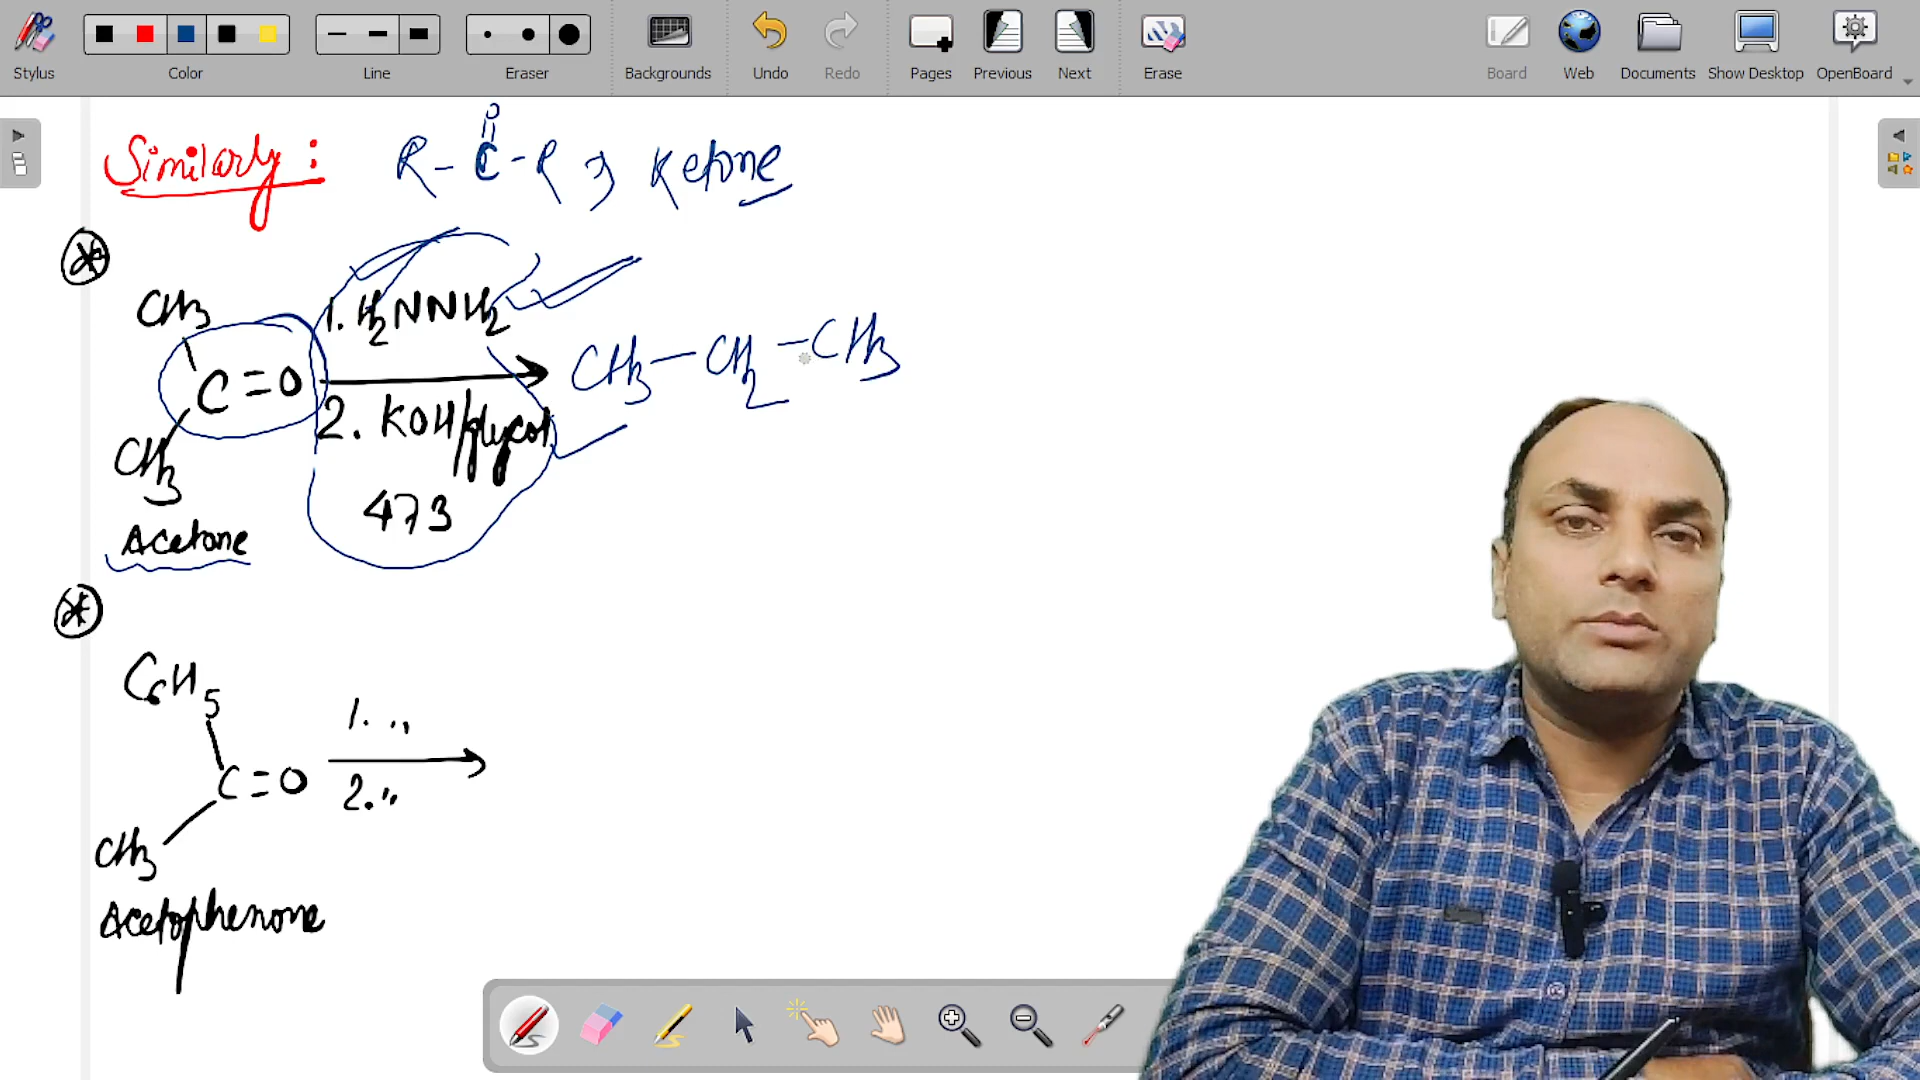 Stylus Color Line Eraser Backgrounds Undo Redo Pages Previous Next Erase Board Web Documents Show Desktop OpenBoard
Similarly : R - C - R ⇒ Ketone
O
CH3
C = O
CH3
Acetone
1. H2NNH2
2. KOH/glycol
473
CH3 - CH2 - CH3
C6H5
C = O
CH3
Acetophenone
1. ,,
2. ,,